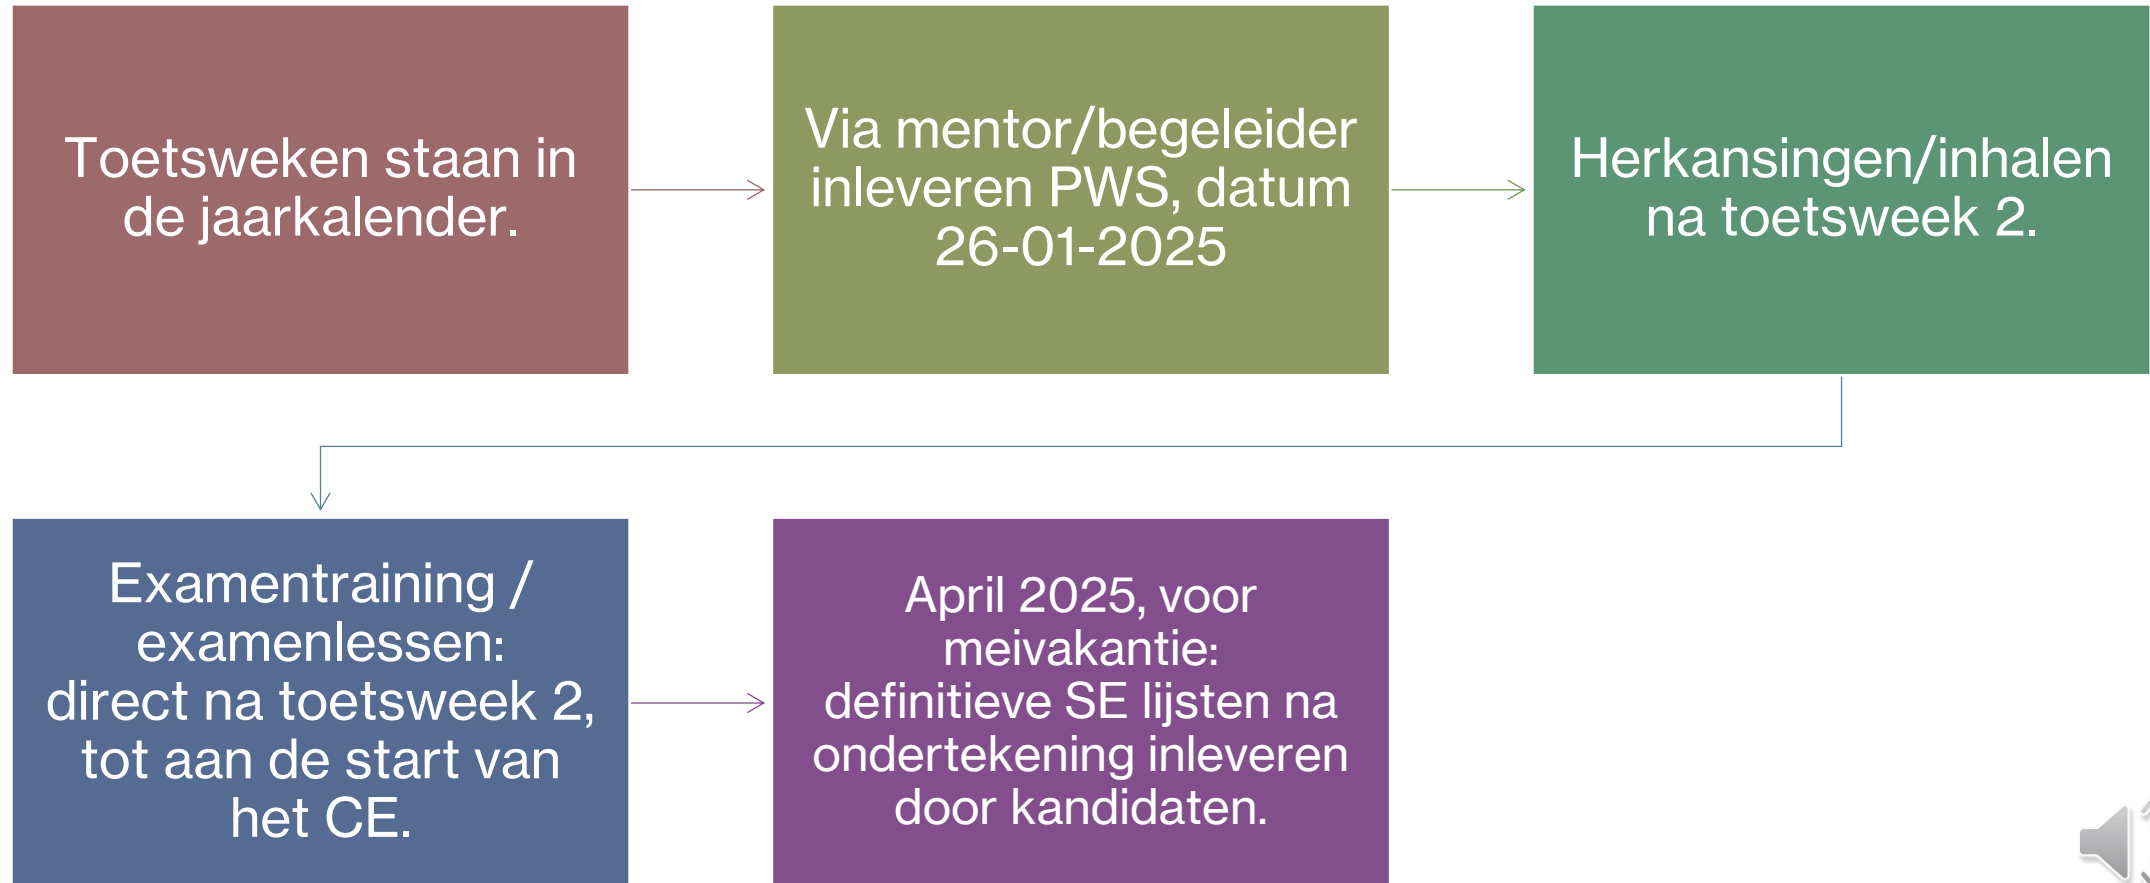 Toetsweken staan in
de jaarkalender.
Via mentor/begeleider
inleveren PWS, datum
26-01-2025
Herkansingen/inhalen
na toetsweek 2.
Examentraining /
examenlessen:
direct na toetsweek 2,
tot aan de start van
het CE.
April 2025, voor
meivakantie:
definitieve SE lijsten na
ondertekening inleveren
door kandidaten.